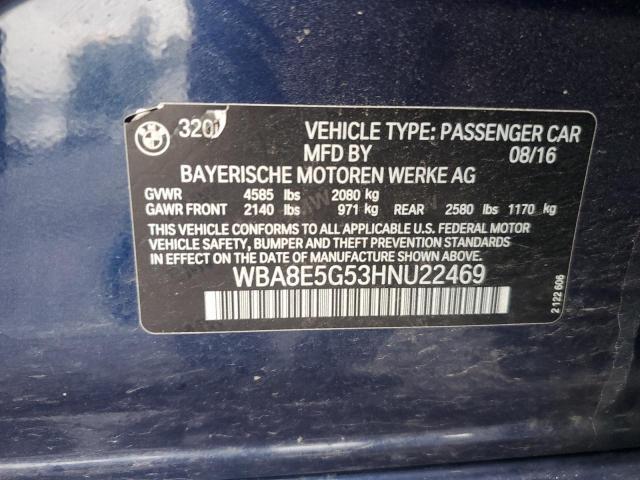 320i VEHICLE TYPE: PASSENGER CAR
MFD BY 08/16
BAYERISCHE MOTOREN WERKE AG
GVWR 4585 lbs 2080 kg
GAWR FRONT 2140 lbs 971 kg REAR 2580 lbs 1170 kg
THIS VEHICLE CONFORMS TO ALL APPLICABLE U.S. FEDERAL MOTOR
VEHICLE SAFETY, BUMPER AND THEFT PREVENTION STANDARDS
IN EFFECT ON THE DATE OF MANUFACTURE SHOWN ABOVE.
WBA8E5G53HNU22469
2 122 606